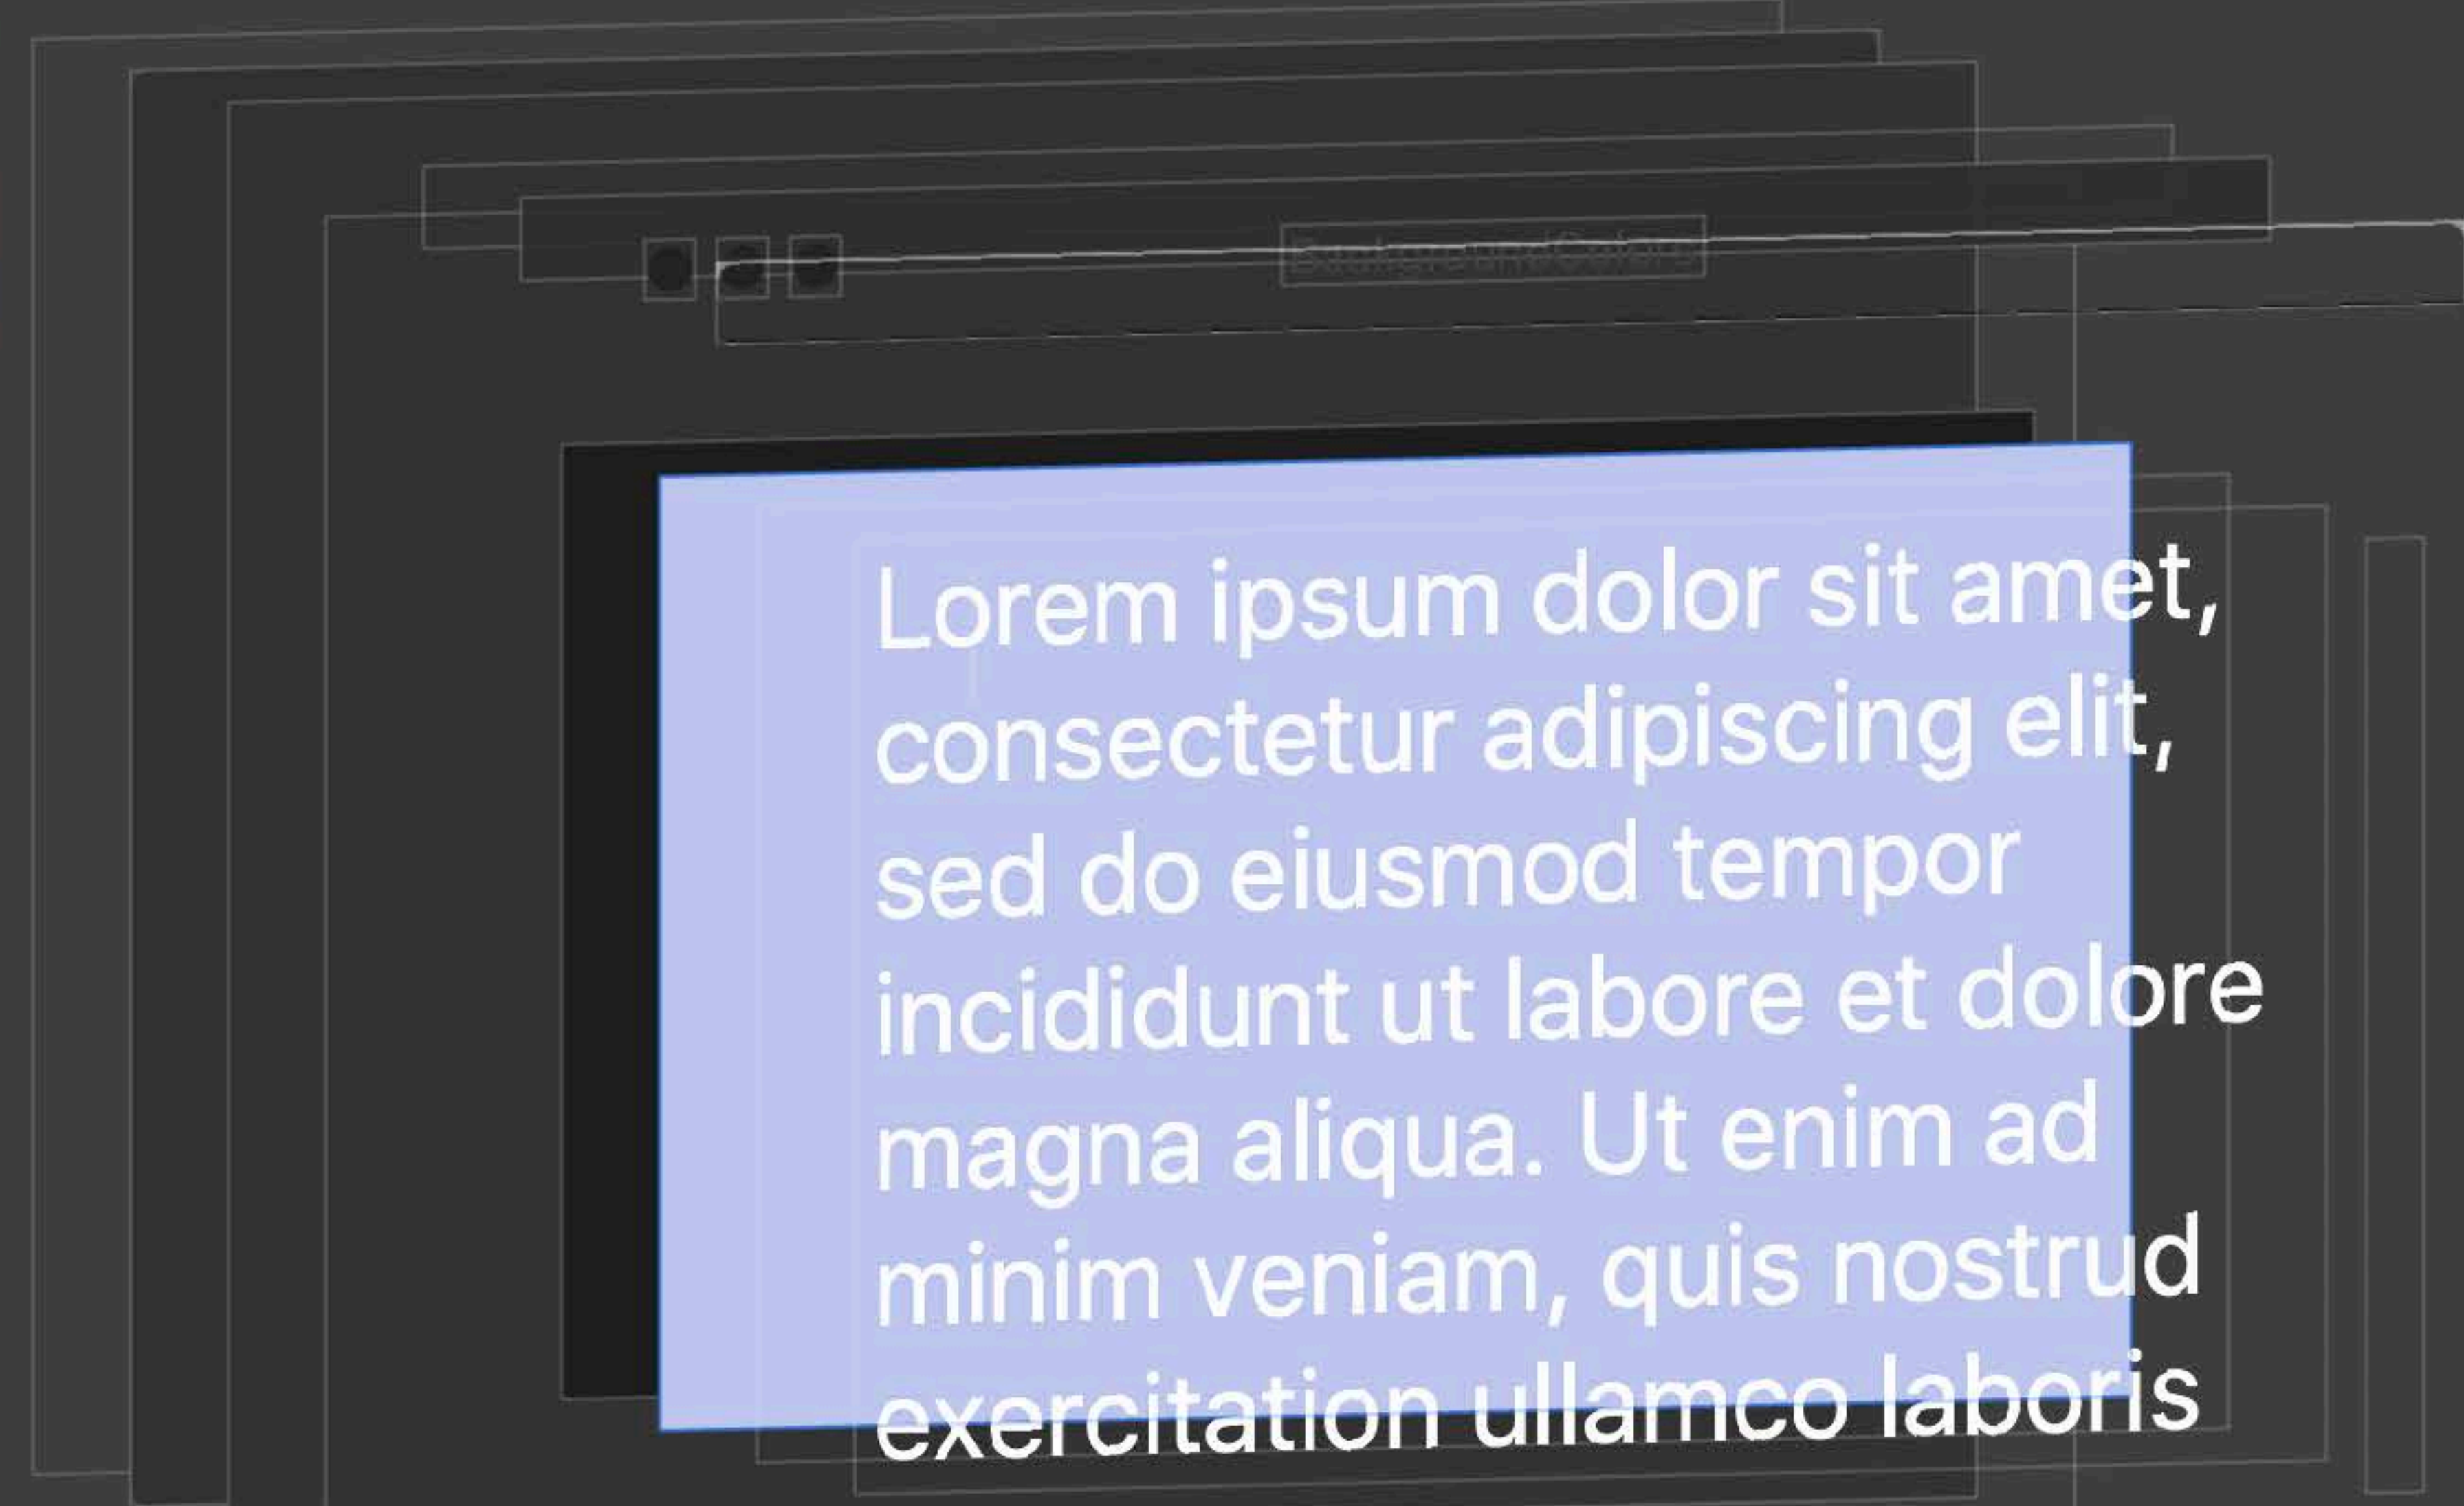 BackgroundColors
Lorem ipsum dolor sit amet,
consectetur adipiscing elit,
sed do eiusmod tempor
incididunt ut labore et dolore
magna aliqua. Ut enim ad
minim veniam, quis nostrud
exercitation ullamco laboris